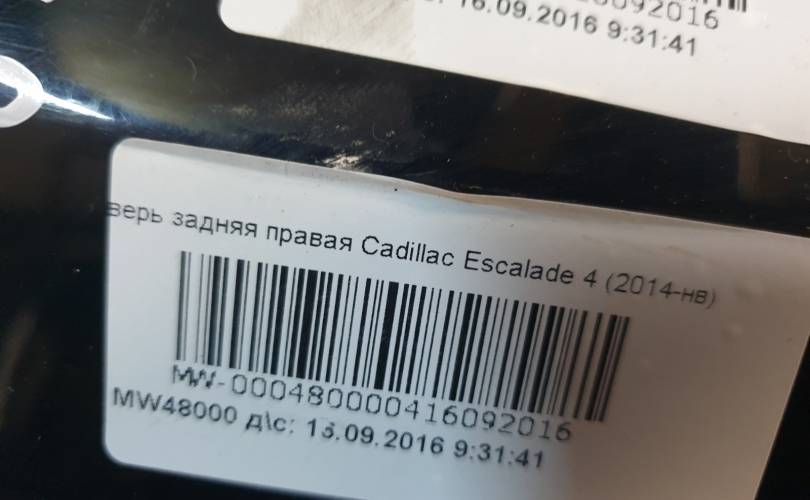 16.09.2016 9:31:41
верь задняя правая Cadillac Escalade 4 (2014-нв)
MW-000480000416092016
MW48000 д\с: 16.09.2016 9:31:41